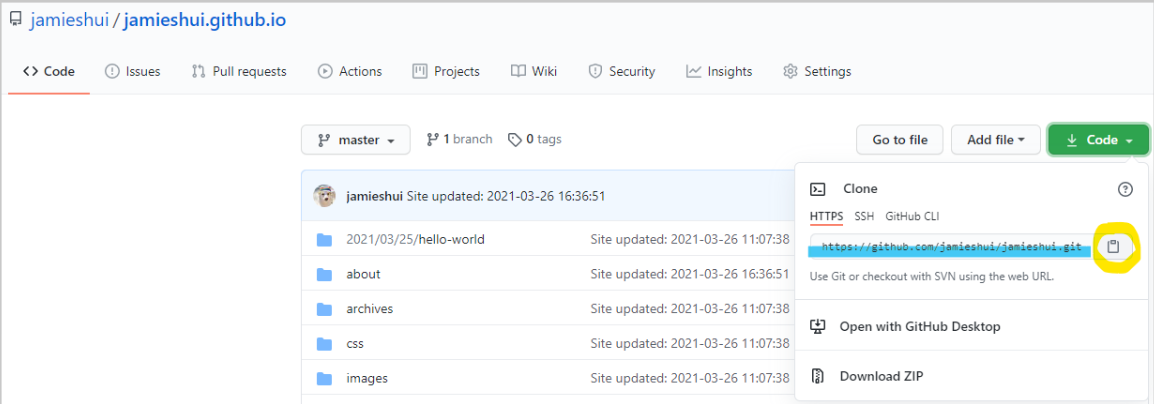 jamieshui / jamieshui.github.io
Code Issues Pull requests Actions Projects Wiki Security Insights Settings
master 1 branch 0 tags Go to file Add file Code
jamieshui Site updated: 2021-03-26 16:36:51
2021/03/25/hello-world Site updated: 2021-03-26 11:07:38
about Site updated: 2021-03-26 16:36:51
archives Site updated: 2021-03-26 11:07:38
css Site updated: 2021-03-26 11:07:38
images Site updated: 2021-03-26 11:07:38
Clone
HTTPS SSH GitHub CLI
https://github.com/jamieshui/jamieshui.git
Use Git or checkout with SVN using the web URL.
Open with GitHub Desktop
Download ZIP